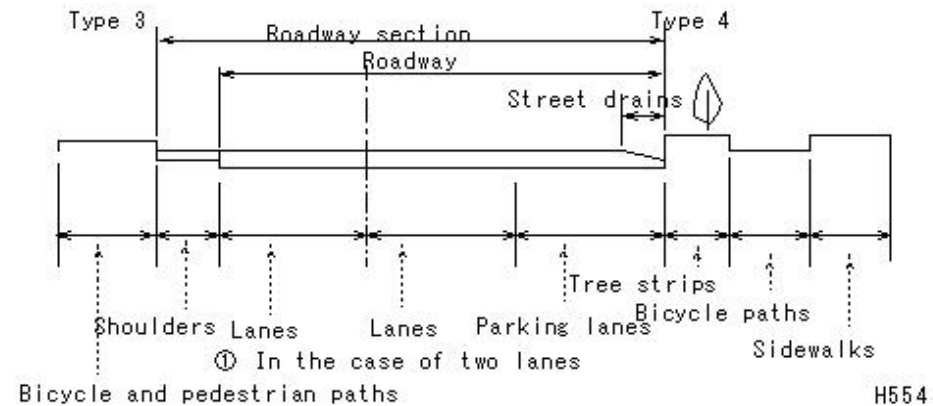 Type 3
Type 4
Roadway section
Roadway
Street drains
Tree strips
Bicycle paths
Shoulders
Lanes
Lanes
Parking lanes
Sidewalks
① In the case of two lanes
Bicycle and pedestrian paths
H554